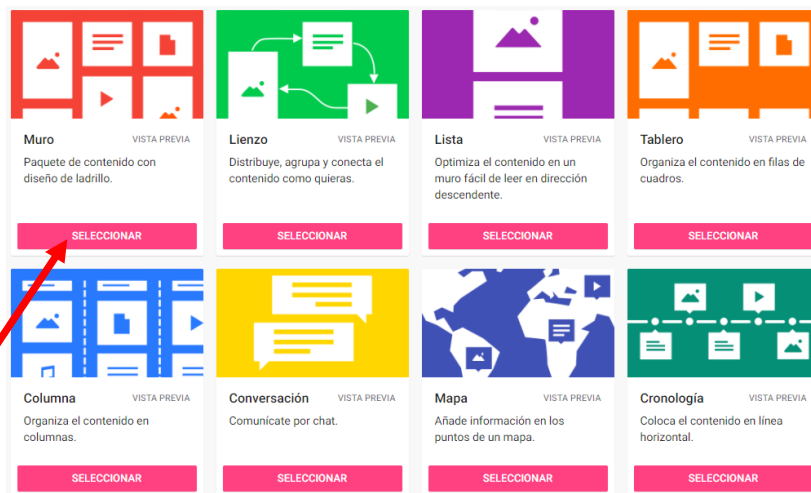 Muro VISTA PREVIA
Paquete de contenido con
diseño de ladrillo.
SELECCIONAR
Lienzo VISTA PREVIA
Distribuye, agrupa y conecta el
contenido como quieras.
SELECCIONAR
Lista VISTA PREVIA
Optimiza el contenido en un
muro fácil de leer en dirección
descendente.
SELECCIONAR
Tablero VISTA PREVIA
Organiza el contenido en filas de
cuadros.
SELECCIONAR
Columna VISTA PREVIA
Organiza el contenido en
columnas.
SELECCIONAR
Conversación VISTA PREVIA
Comunícate por chat.
SELECCIONAR
Mapa VISTA PREVIA
Añade información en los
puntos de un mapa.
SELECCIONAR
Cronología VISTA PREVIA
Coloca el contenido en línea
horizontal.
SELECCIONAR